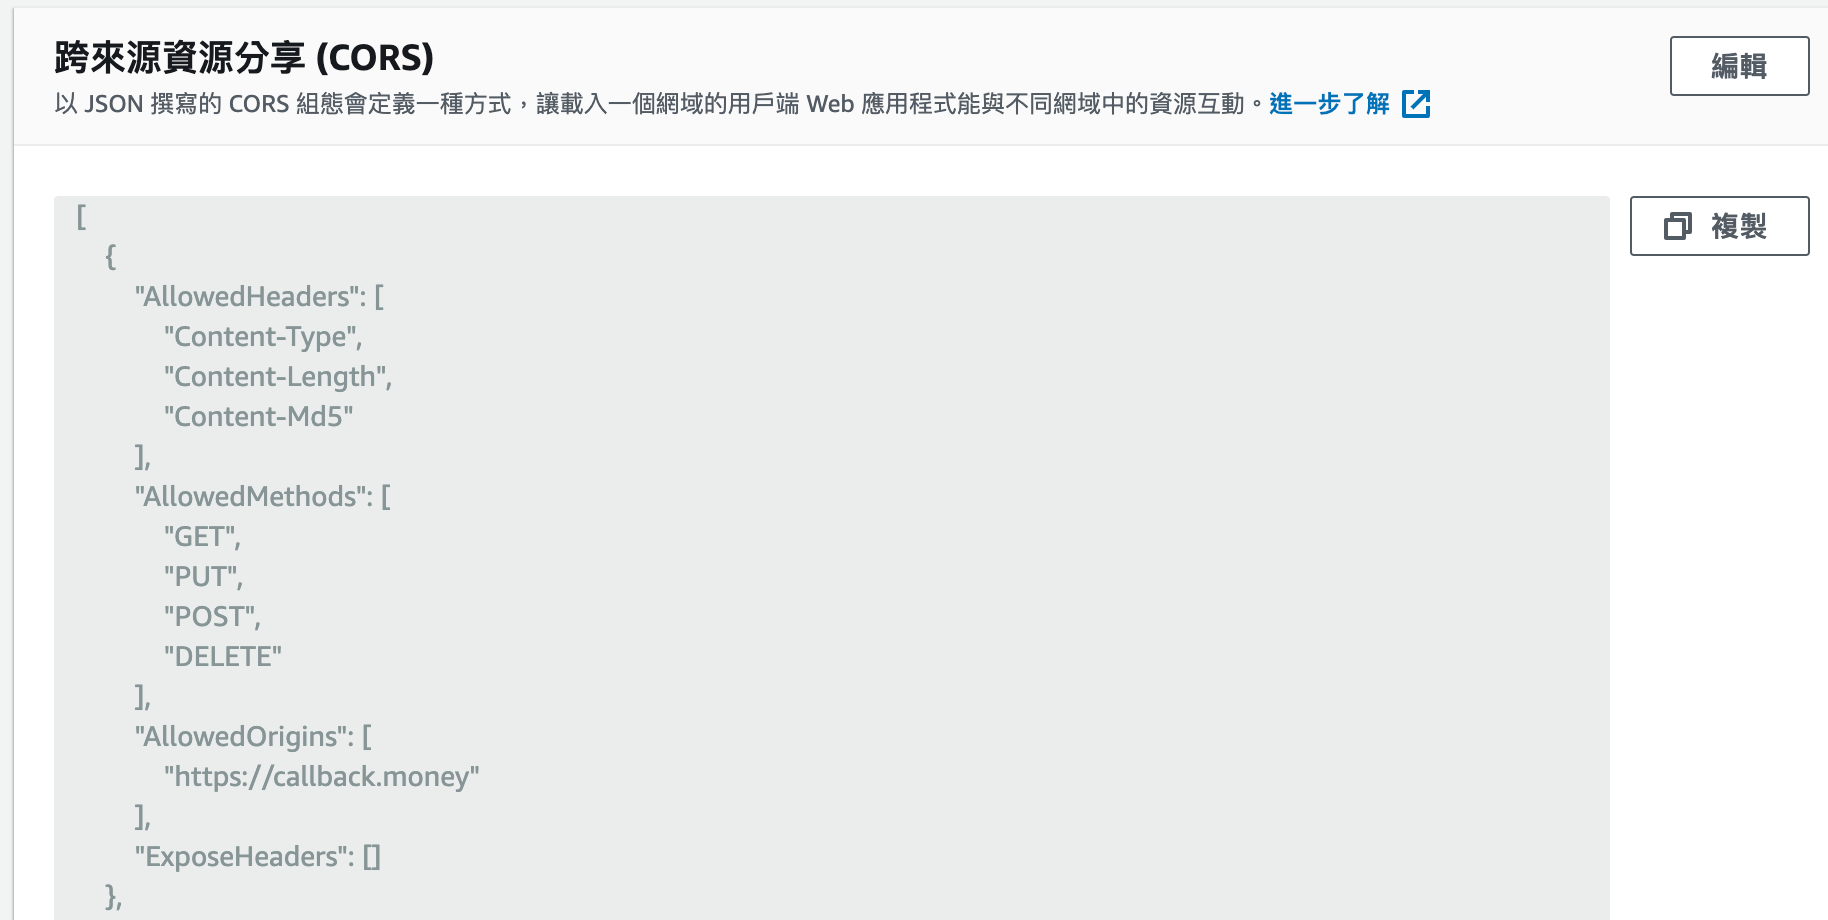 跨來源資源分享 (CORS)
編輯
以 JSON 撰寫的 CORS 組態會定義一種方式，讓載入一個網域的用戶端 Web 應用程式能與不同網域中的資源互動。進一步了解
複製
[
{
"AllowedHeaders": [
"Content-Type",
"Content-Length",
"Content-Md5"
],
"AllowedMethods": [
"GET",
"PUT",
"POST",
"DELETE"
],
"AllowedOrigins": [
"https://callback.money"
],
"ExposeHeaders": []
},